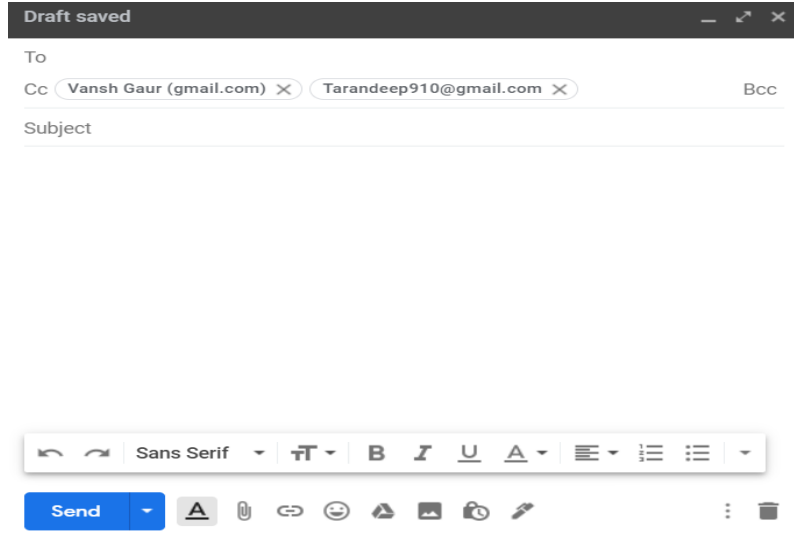 Draft saved
To
Cc Vansh Gaur (gmail.com) Tarandeep910@gmail.com Bcc
Subject
Sans Serif
Send